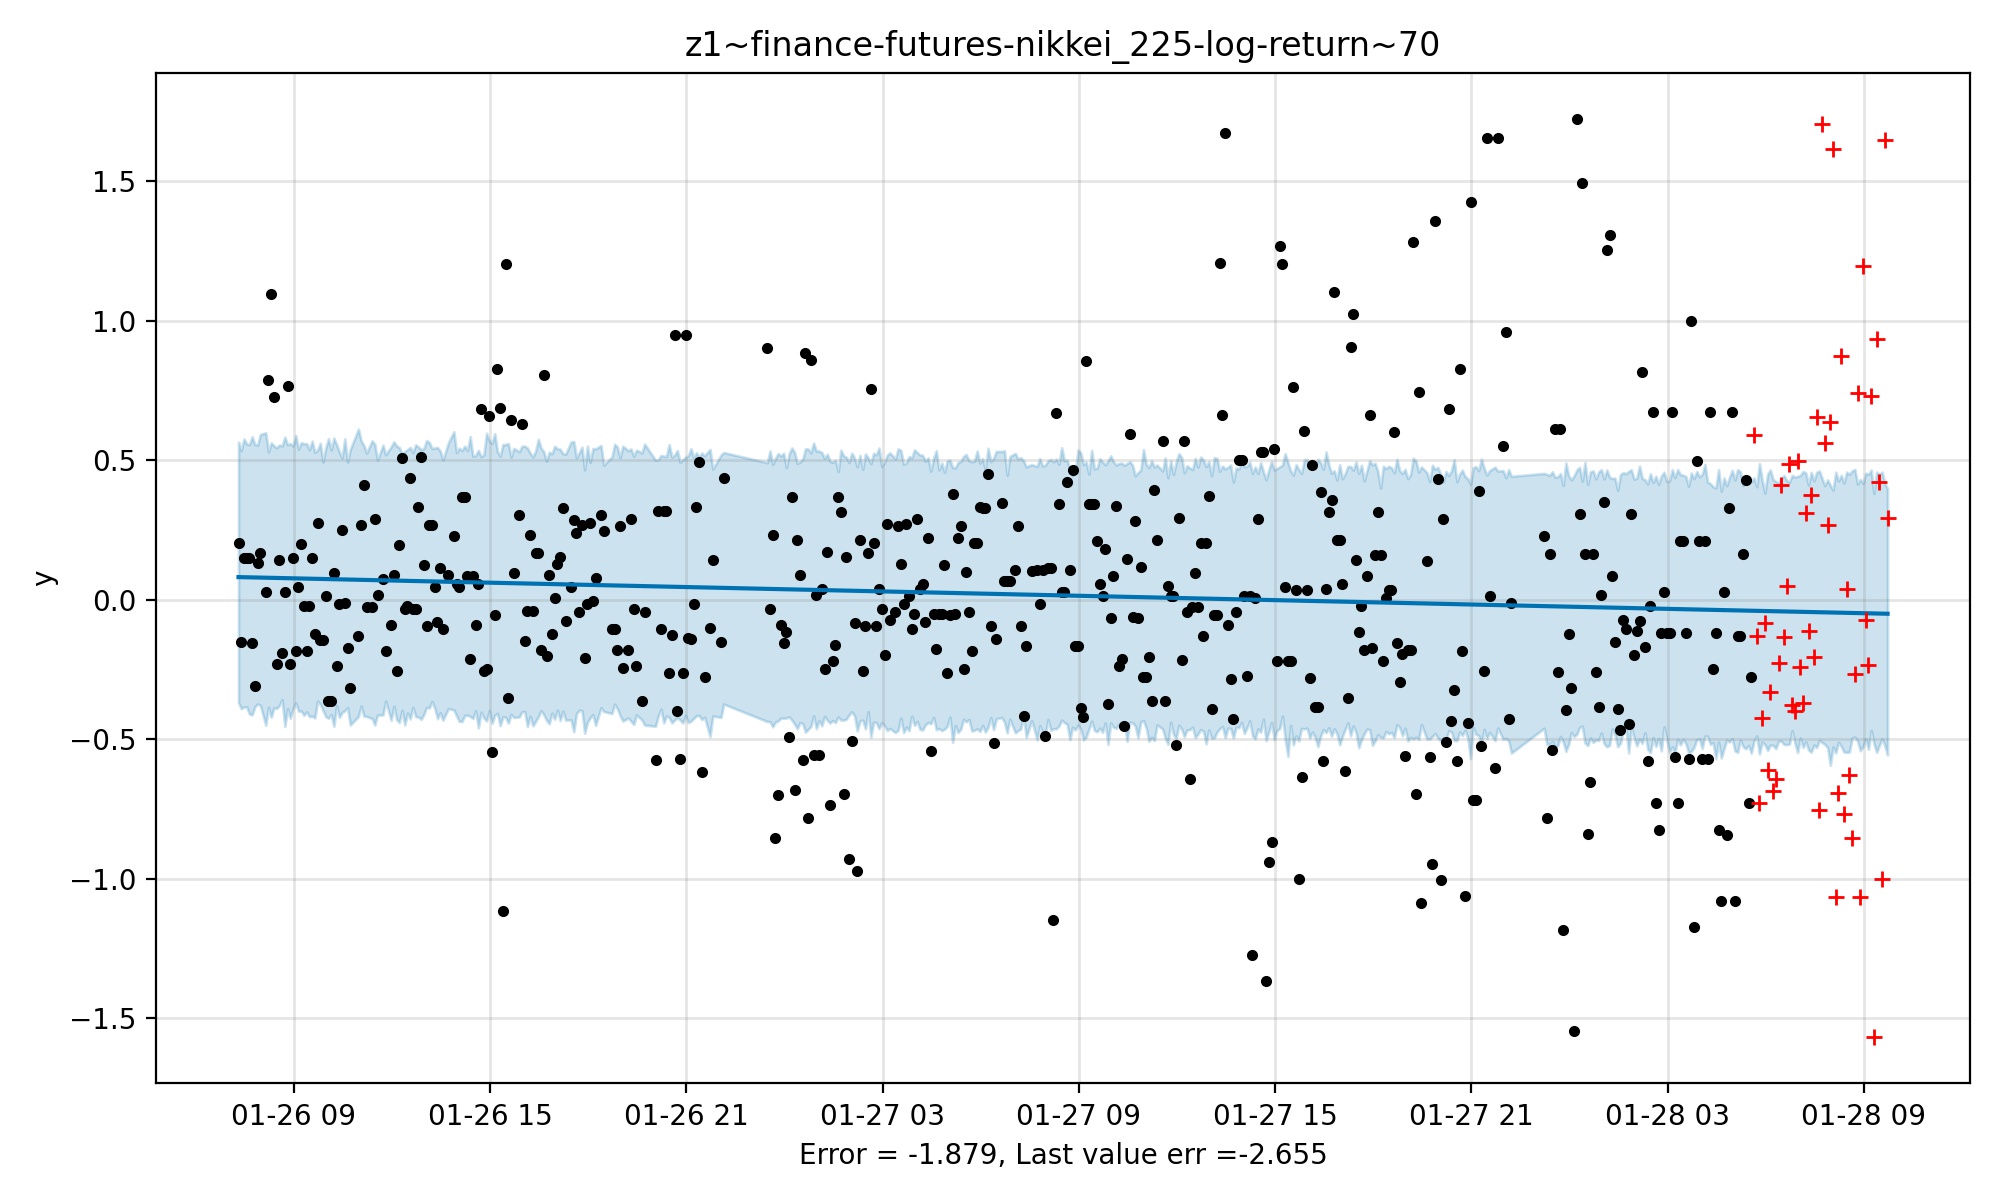 z1~finance-futures-nikkei_225-log-return~70
y
1.5
1.0
0.5
0.0
−0.5
−1.0
−1.5
01-26 09 01-26 15 01-26 21 01-27 03 01-27 09 01-27 15 01-27 21 01-28 03 01-28 09
Error = -1.879, Last value err =-2.655